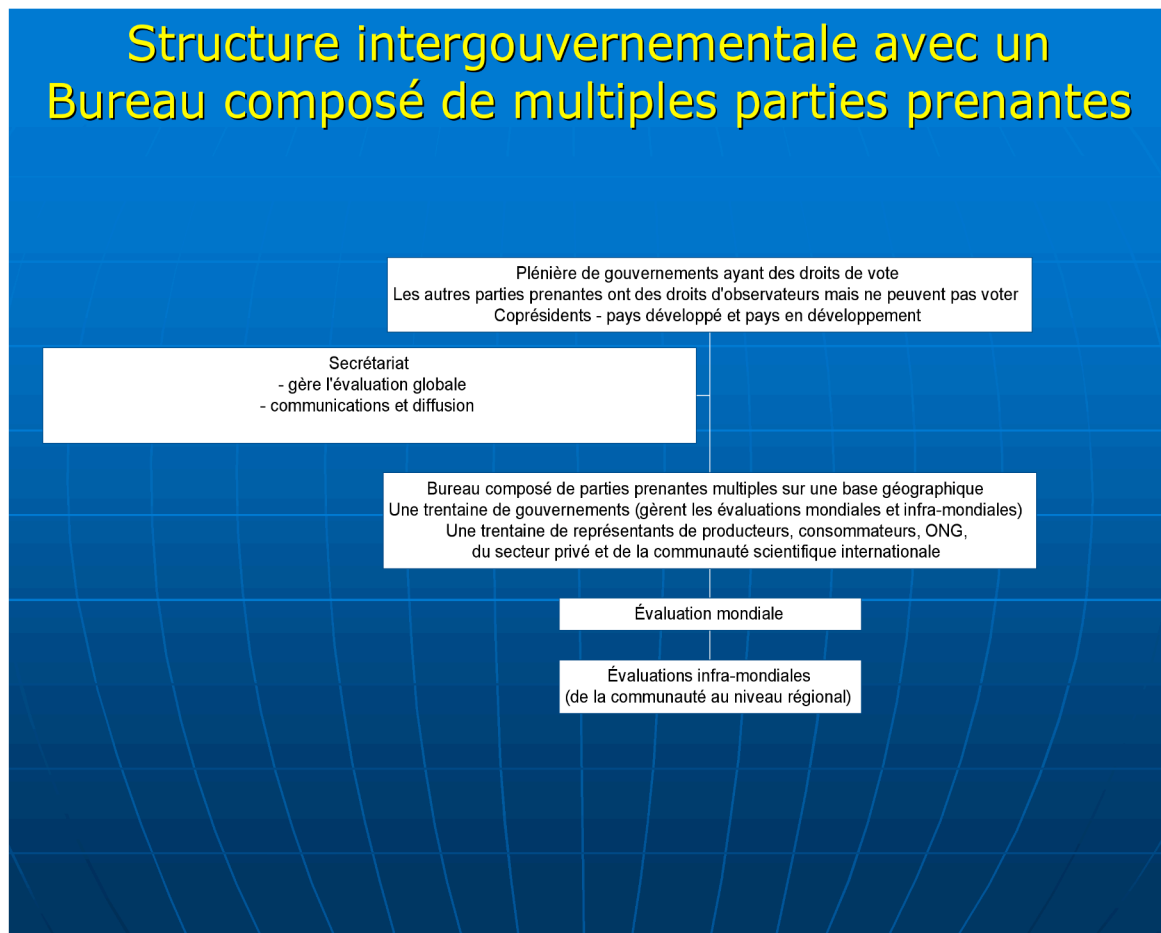 Structure intergouvernementale avec un
Bureau composé de multiples parties prenantes
Plénière de gouvernements ayant des droits de vote
Les autres parties prenantes ont des droits d'observateurs mais ne peuvent pas voter
Coprésidents - pays développé et pays en développement
Secrétariat
- gère l'évaluation globale
- communications et diffusion
Bureau composé de parties prenantes multiples sur une base géographique
Une trentaine de gouvernements (gèrent les évaluations mondiales et infra-mondiales)
Une trentaine de représentants de producteurs, consommateurs, ONG,
du secteur privé et de la communauté scientifique internationale
Évaluation mondiale
Évaluations infra-mondiales
(de la communauté au niveau régional)